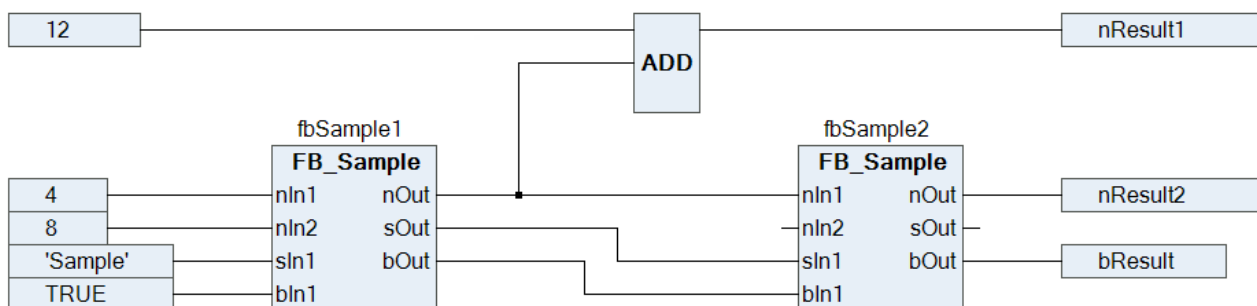 12
nResult1
ADD
fbSample1
fbSample2
FB_Sample
FB_Sample
4
nIn1
nOut
nIn1
nOut
nResult2
8
nIn2
sOut
nIn2
sOut
'Sample'
sIn1
bOut
sIn1
bOut
bResult
TRUE
bIn1
bIn1